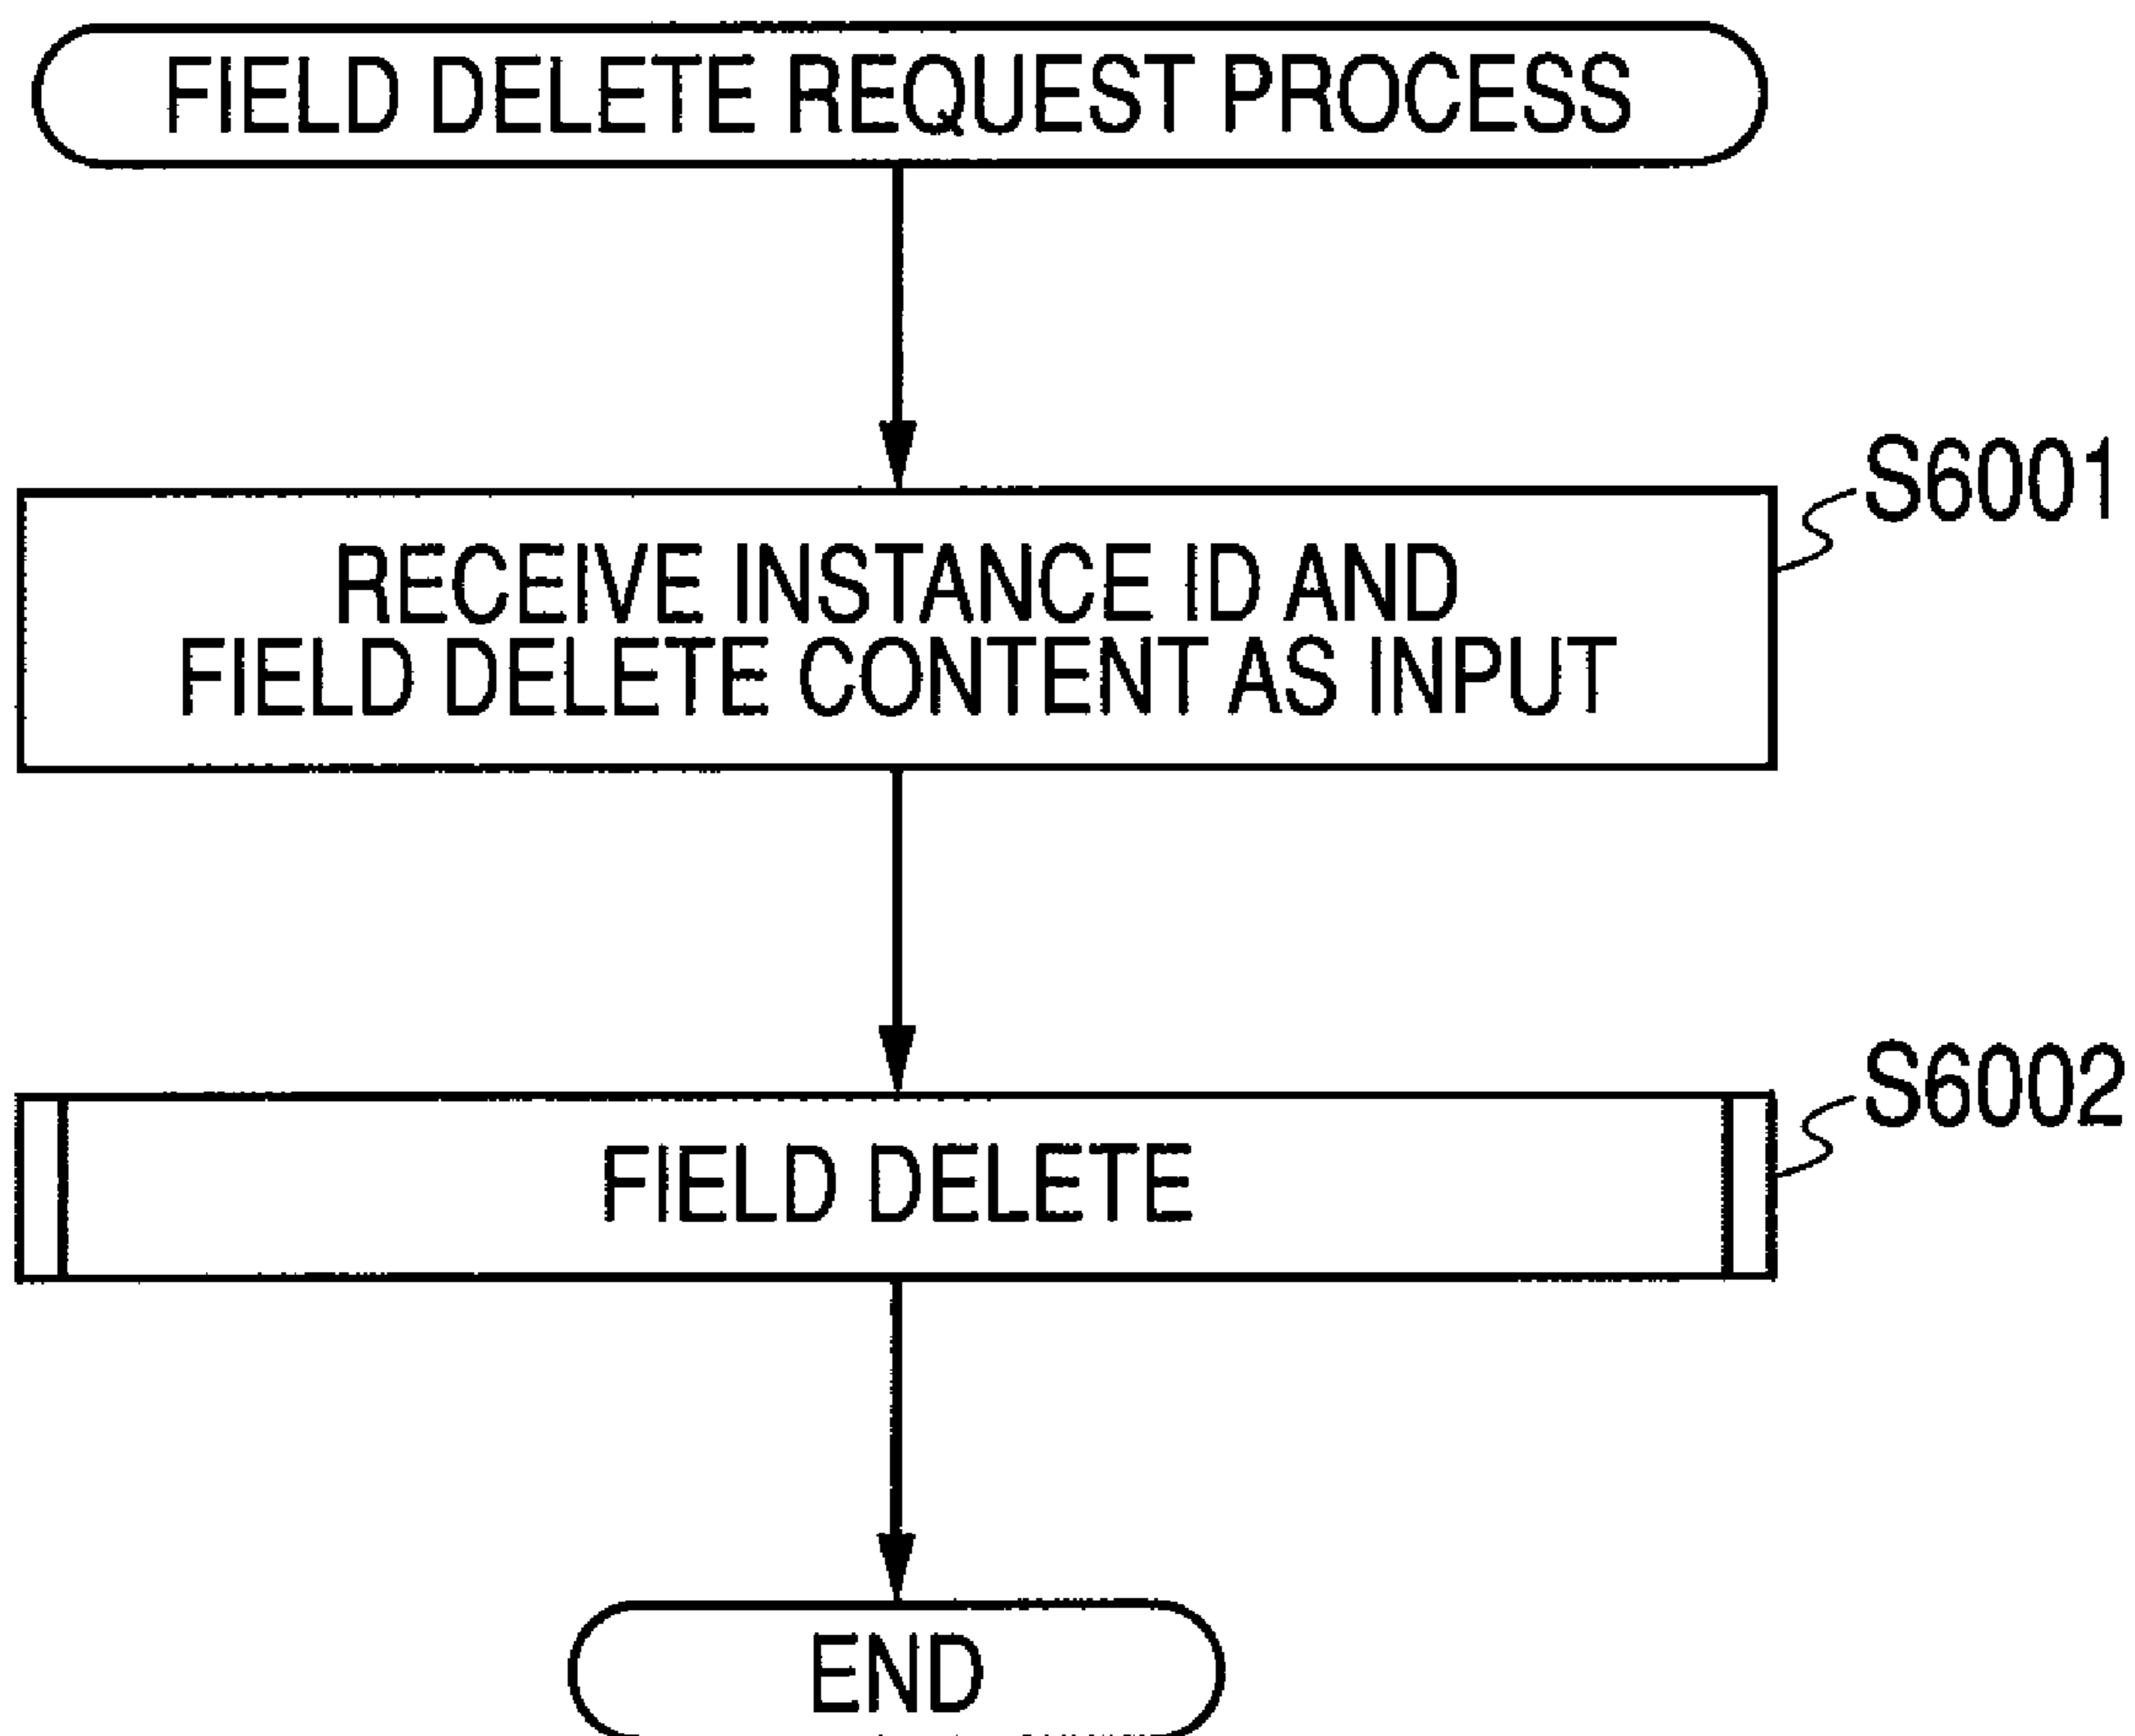 FIELD DELETE REQUEST PROCESS
S6001
RECEIVE INSTANCE ID AND
FIELD DELETE CONTENT AS INPUT
S6002
FIELD DELETE
END